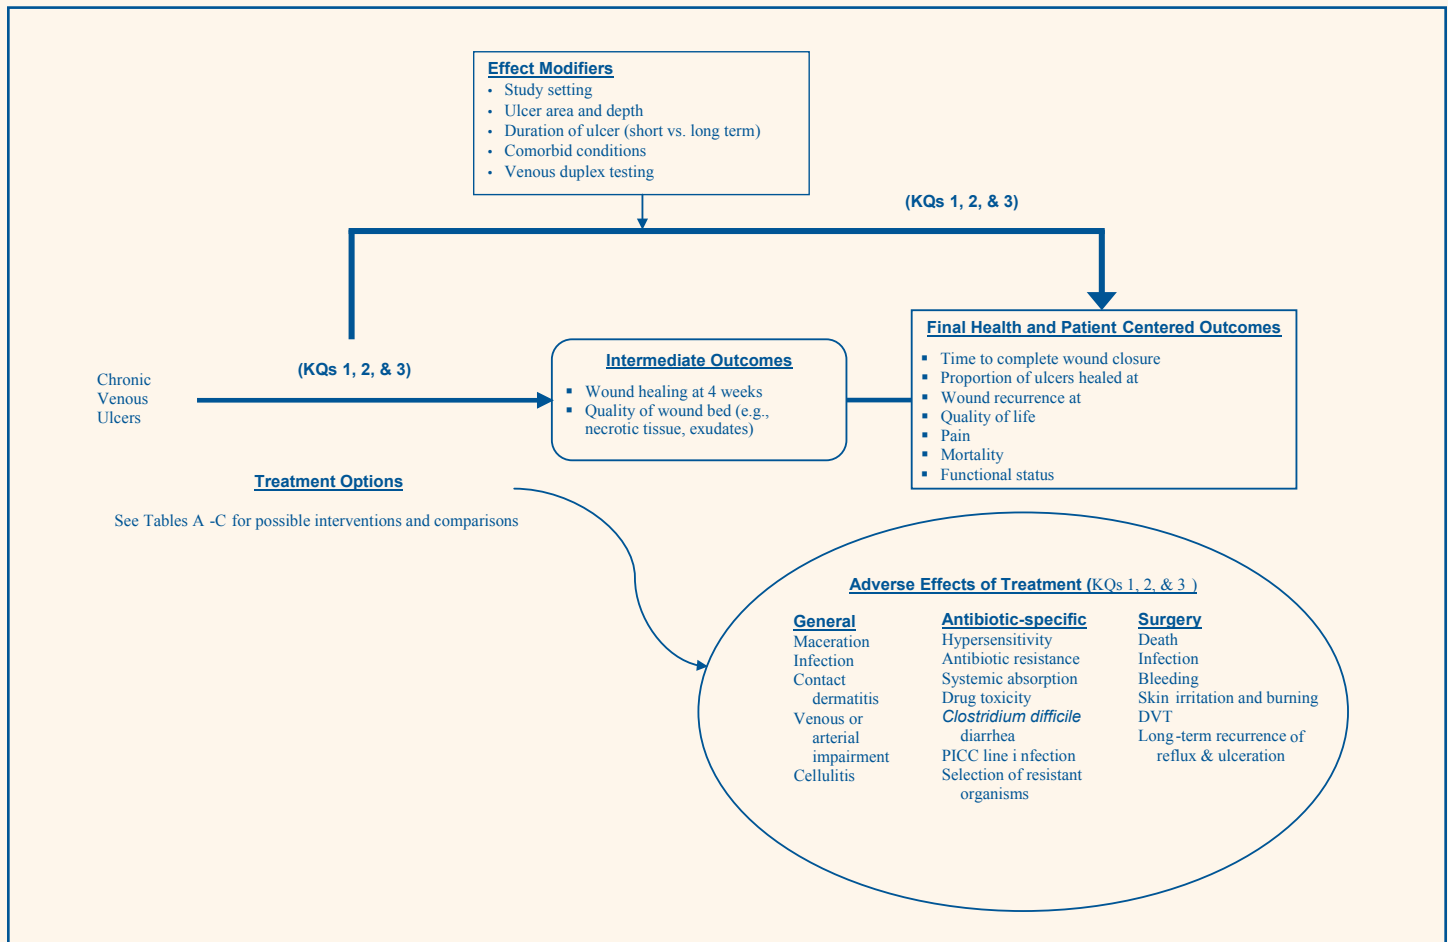 Effect Modifiers
• Study setting
• Ulcer area and depth
• Duration of ulcer (short vs. long term)
• Comorbid conditions
• Venous duplex testing
(KQs 1, 2, & 3)
Chronic
Venous
Ulcers
(KQs 1, 2, & 3)
Intermediate Outcomes
▪ Wound healing at 4 weeks
▪ Quality of wound bed (e.g.,
necrotic tissue, exudates)
Final Health and Patient Centered Outcomes
▪ Time to complete wound closure
▪ Proportion of ulcers healed at
▪ Wound recurrence at
▪ Quality of life
▪ Pain
▪ Mortality
▪ Functional status
Treatment Options
See Tables A -C for possible interventions and comparisons
Adverse Effects of Treatment (KQs 1, 2, & 3 )
General
Maceration
Infection
Contact
dermatitis
Venous or
arterial
impairment
Cellulitis
Antibiotic-specific
Hypersensitivity
Antibiotic resistance
Systemic absorption
Drug toxicity
Clostridium difficile
diarrhea
PICC line i nfection
Selection of resistant
organisms
Surgery
Death
Infection
Bleeding
Skin irritation and burning
DVT
Long-term recurrence of
reflux & ulceration